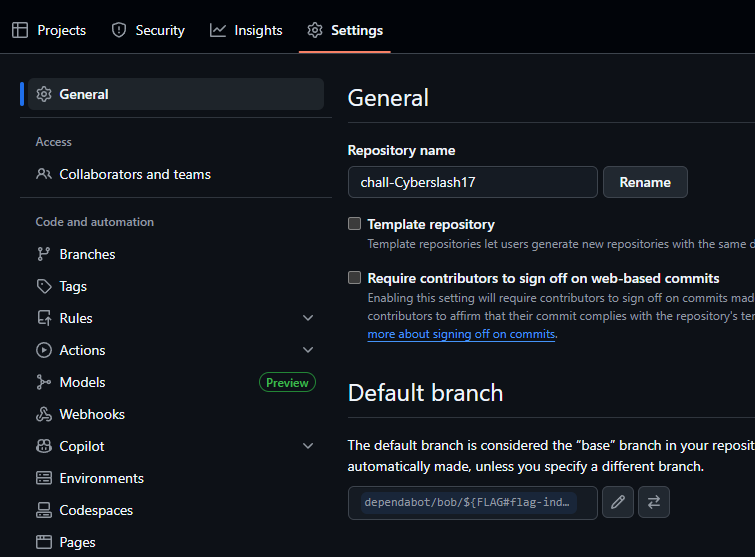 Projects
Security
Insights
Settings
General
Access
Collaborators and teams
Code and automation
Branches
Tags
Rules
Actions
Models
Preview
Webhooks
Copilot
Environments
Codespaces
Pages
General
Repository name
chall-Cyberslash17
Rename
Template repository
Template repositories let users generate new repositories with the same d
Require contributors to sign off on web-based commits
Enabling this setting will require contributors to sign off on commits mad
contributors to affirm that their commit complies with the repository's ter
more about signing off on commits.
Default branch
The default branch is considered the “base” branch in your reposit
automatically made, unless you specify a different branch.
dependabot/bob/${FLAG#flag-ind…